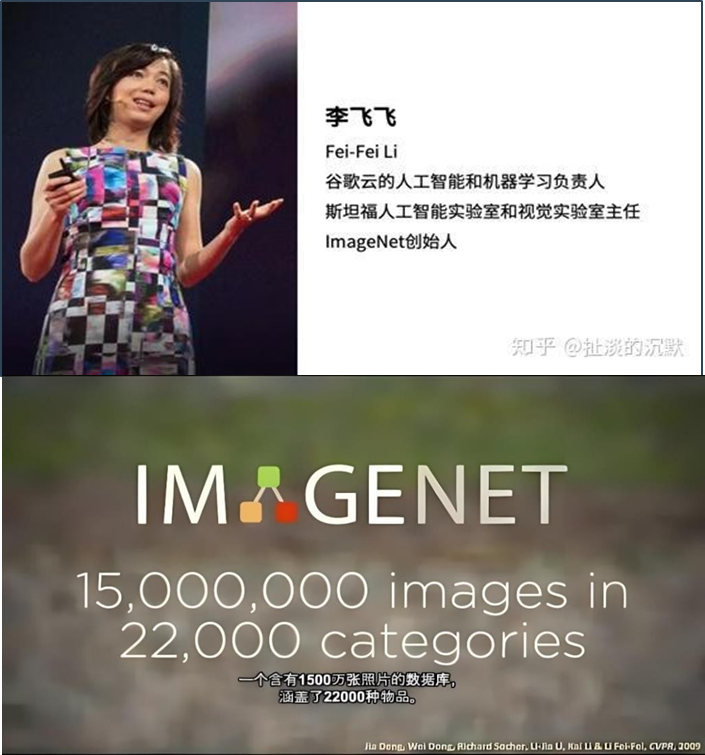 李飞飞
Fei-Fei Li
谷歌云的人工智能和机器学习负责人
斯坦福人工智能实验室和视觉实验室主任
ImageNet创始人
知乎 @扯淡的沉默
IMAGENET
15,000,000 images in
22,000 categories
一个含有1500万张照片的数据库，
涵盖了22000种物品。
Jia Deng, Wei Dong, Richard Socher, Li-Jia Li, Kai Li & Li Fei-Fei, CVPR, 2009